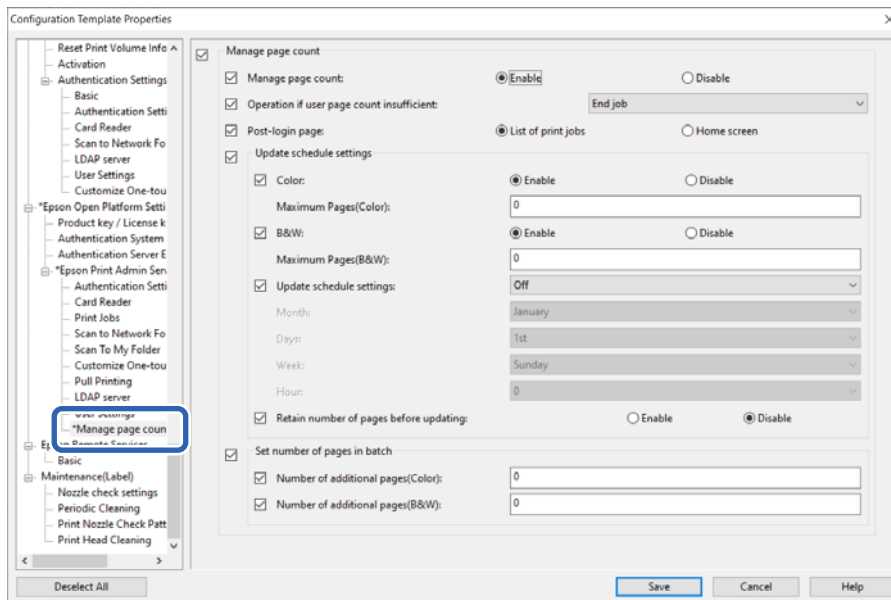 Configuration Template Properties
Reset Print Volume Info
Activation
Authentication Settings
Basic
Authentication Setti
Card Reader
Scan to Network Fo
LDAP server
User Settings
Customize One-tou
*Epson Open Platform Setti
Product key / License k
Authentication System
Authentication Server E
*Epson Print Admin Sen
Authentication Setti
Card Reader
Print Jobs
Scan to Network Fo
Scan To My Folder
Customize One-tou
Pull Printing
LDAP server
User Settings
*Manage page coun
Epson Remote Services
Basic
Maintenance(Label)
Nozzle check settings
Periodic Cleaning
Print Nozzle Check Patt
Print Head Cleaning
Deselect All
Manage page count
Manage page count: Enable Disable
Operation if user page count insufficient: End job
Post-login page: List of print jobs Home screen
Update schedule settings
Color: Enable Disable
Maximum Pages(Color): 0
B&W: Enable Disable
Maximum Pages(B&W): 0
Update schedule settings: Off
Month: January
Days: 1st
Week: Sunday
Hour: 0
Retain number of pages before updating: Enable Disable
Set number of pages in batch
Number of additional pages(Color): 0
Number of additional pages(B&W): 0
Save Cancel Help